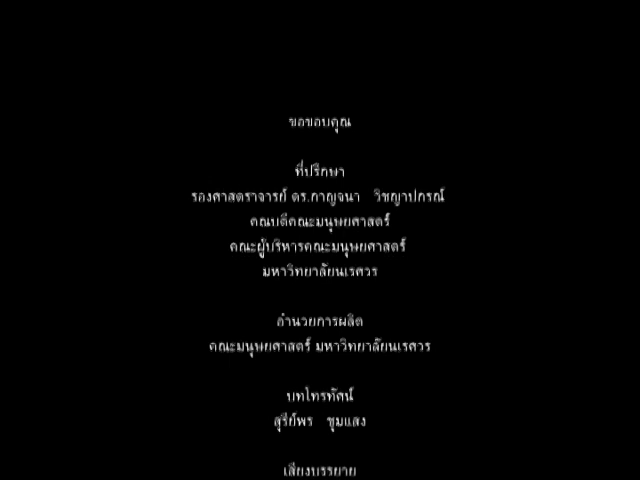 ขอขอบคุณ
ที่ปรึกษา
รองศาสตราจารย์ ดร.กาญจนา วิชญาปกรณ์
คณบดีคณะมนุษยศาสตร์
คณะผู้บริหารคณะมนุษยศาสตร์
มหาวิทยาลัยนเรศวร
อำนวยการผลิต
คณะมนุษยศาสตร์ มหาวิทยาลัยนเรศวร
บทโทรทัศน์
สุรีย์พร ชุมแสง
เสียงบรรยาย